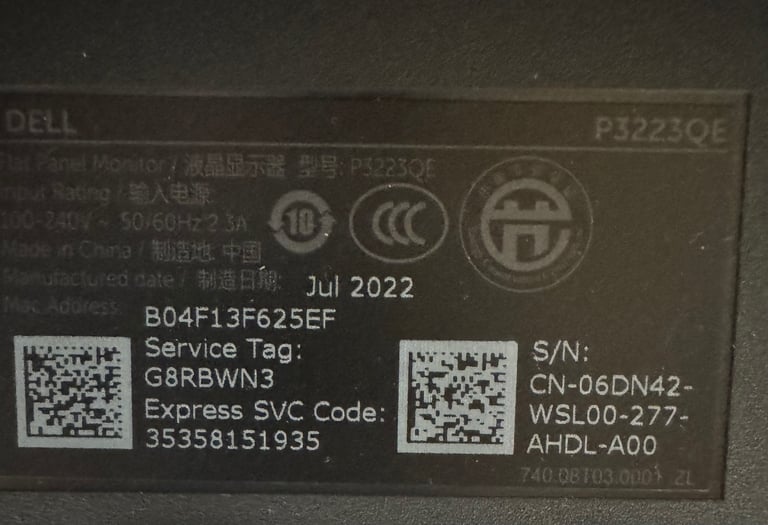 DELL P3223QE
Flat Panel Monitor / 液晶显示器 型号: P3223QE
Input Rating / 输入电源:
100-240V ~ 50/60Hz 2.3A
Made in China / 制造地: 中国
Manufactured date / 制造日期: Jul 2022
Mac Address:
B04F13F625EF
Service Tag:
G8RBWN3
Express SVC Code:
35358151935
10
CCC
S/N:
CN-06DN42-
WSL00-277-
AHDL-A00
740.08T03.0001 ZL